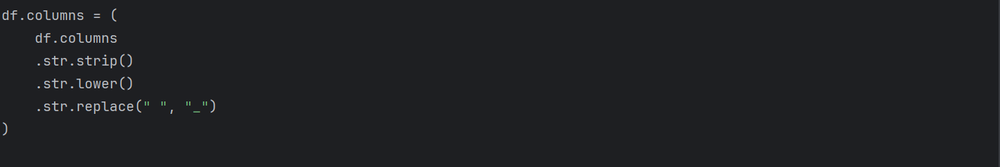 df.columns = (
    df.columns
    .str.strip()
    .str.lower()
    .str.replace(" ", "_")
)